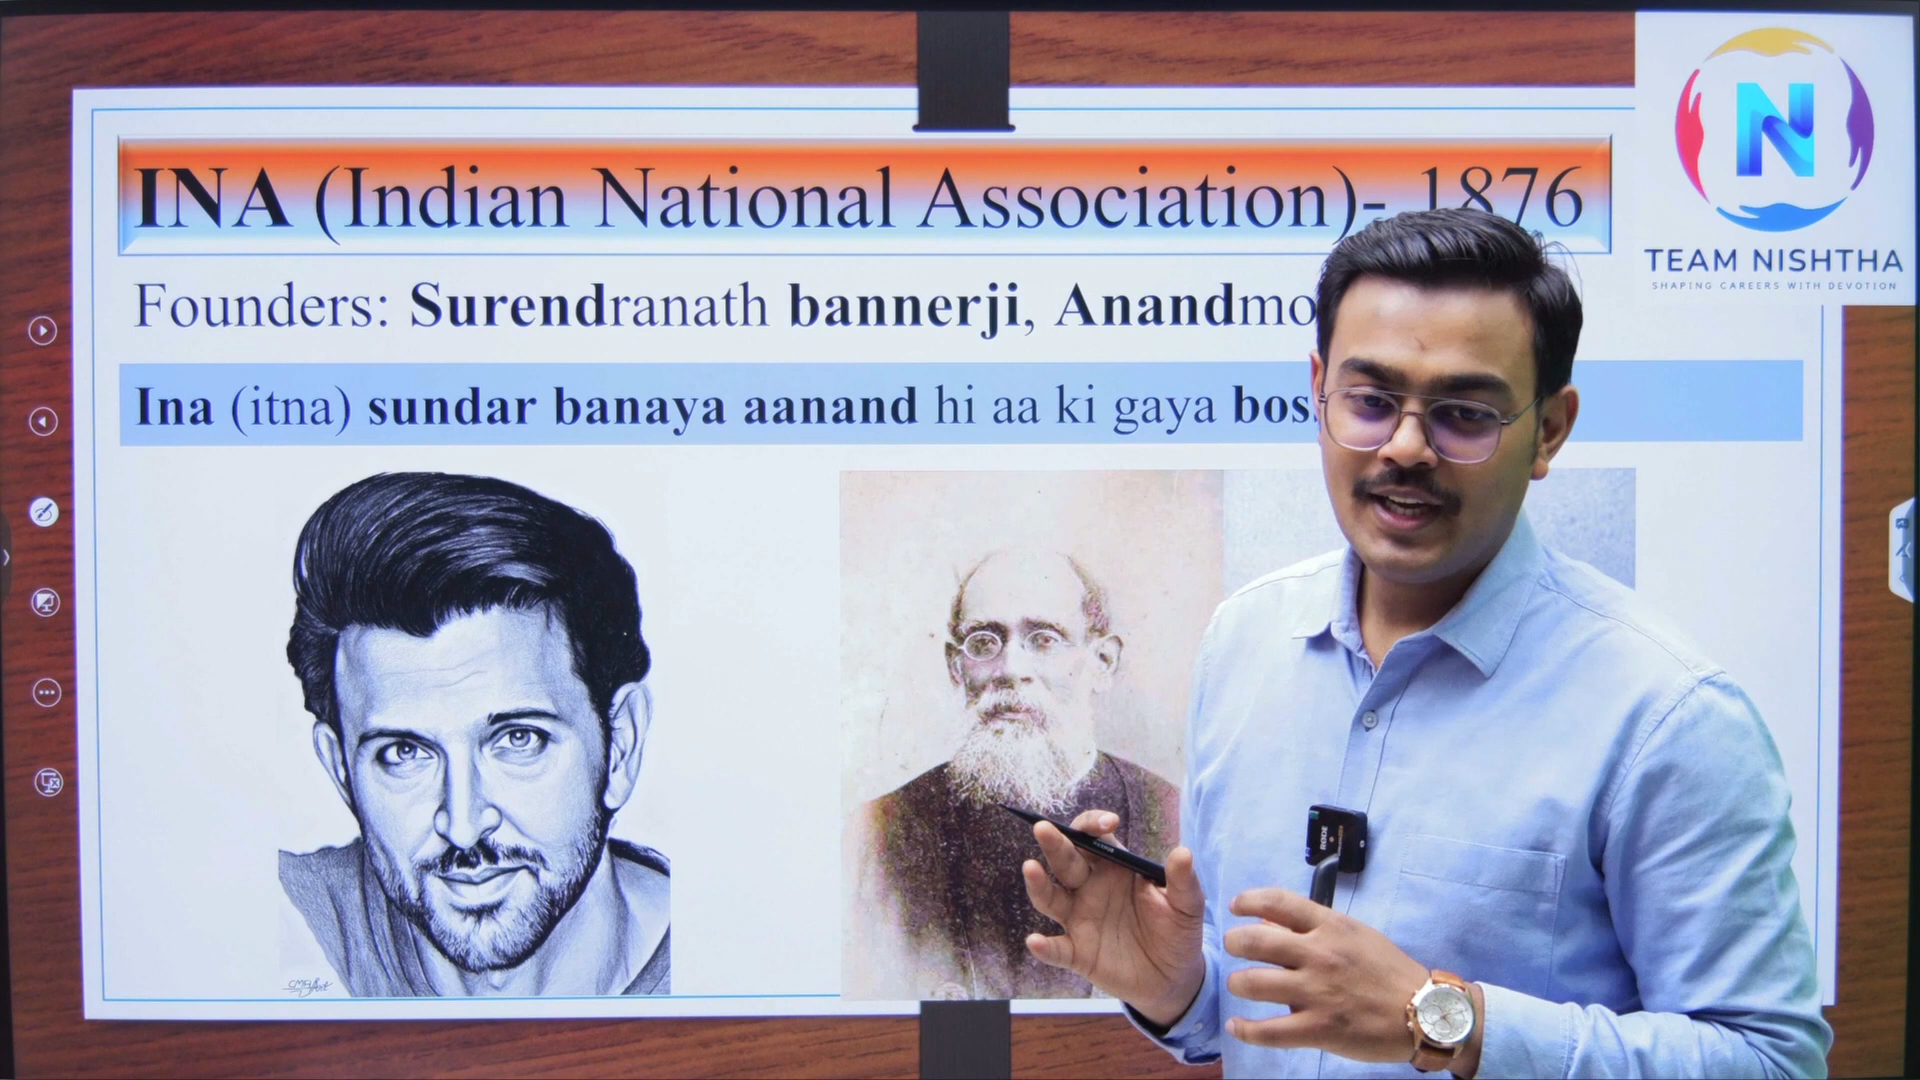 INA (Indian National Association)- 1876
Founders: Surendranath bannerji, Anandmo
Ina (itna) sundar banaya aanand hi aa ki gaya bos
N
TEAM NISHTHA
SHAPING CAREERS WITH DEVOTION
RØDE